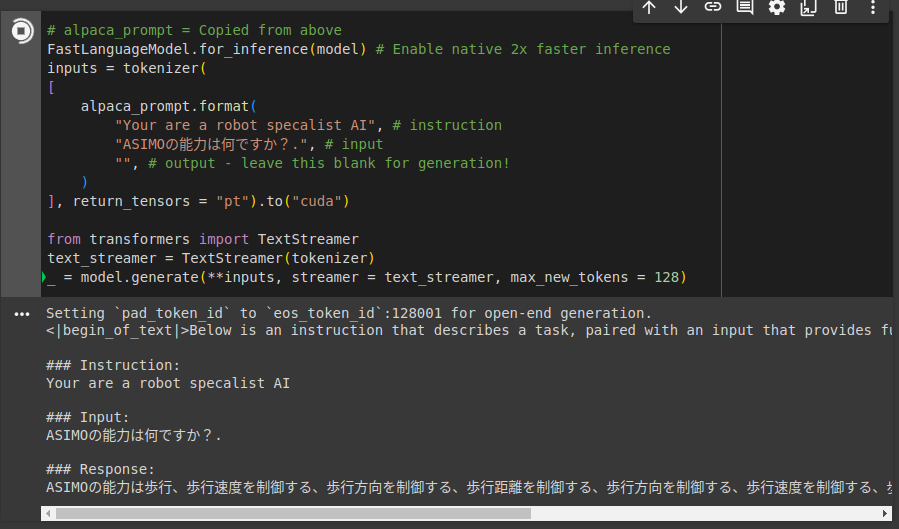 # alpaca_prompt = Copied from above
FastLanguageModel.for_inference(model) # Enable native 2x faster inference
inputs = tokenizer(
[
    alpaca_prompt.format(
        "Your are a robot specalist AI", # instruction
        "ASIMOの能力は何ですか？.", # input
        "", # output - leave this blank for generation!
    )
], return_tensors = "pt").to("cuda")
from transformers import TextStreamer
text_streamer = TextStreamer(tokenizer)
_ = model.generate(**inputs, streamer = text_streamer, max_new_tokens = 128)
Setting `pad_token_id` to `eos_token_id`:128001 for open-end generation.
<|begin_of_text|>Below is an instruction that describes a task, paired with an input that provides
### Instruction:
Your are a robot specalist AI
### Input:
ASIMOの能力は何ですか？.
### Response:
ASIMOの能力は歩行、歩行速度を制御する、歩行方向を制御する、歩行距離を制御する、歩行方向を制御する、歩行速度を制御する、